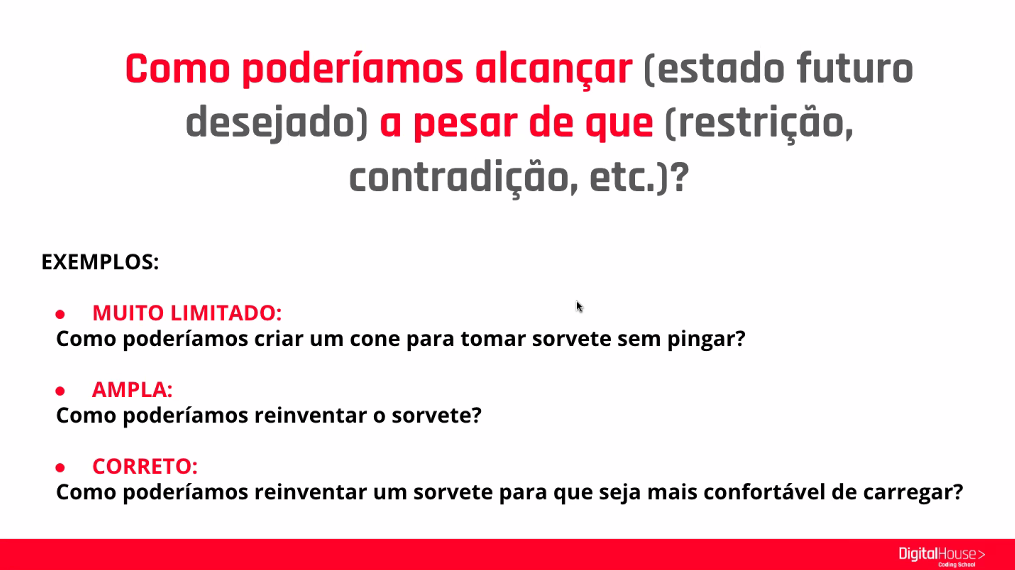 Como poderíamos alcançar (estado futuro
desejado) a pesar de que (restrição,
contradição, etc.)?
EXEMPLOS:
● MUITO LIMITADO:
Como poderíamos criar um cone para tomar sorvete sem pingar?
● AMPLA:
Como poderíamos reinventar o sorvete?
● CORRETO:
Como poderíamos reinventar um sorvete para que seja mais confortável de carregar?
DigitalHouse>
Coding School